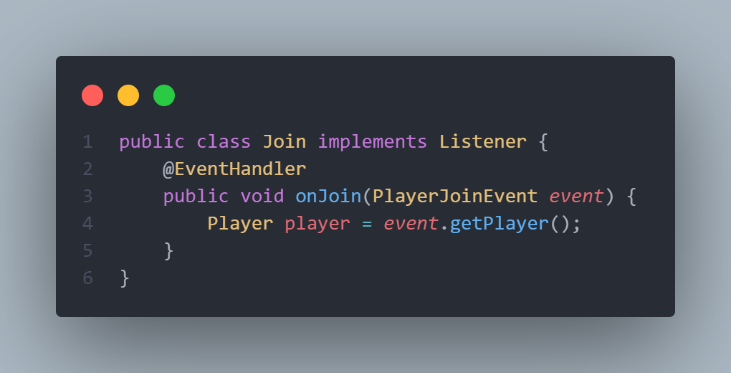 1 public class Join implements Listener {
2     @EventHandler
3     public void onJoin(PlayerJoinEvent event) {
4         Player player = event.getPlayer();
5     }
6 }